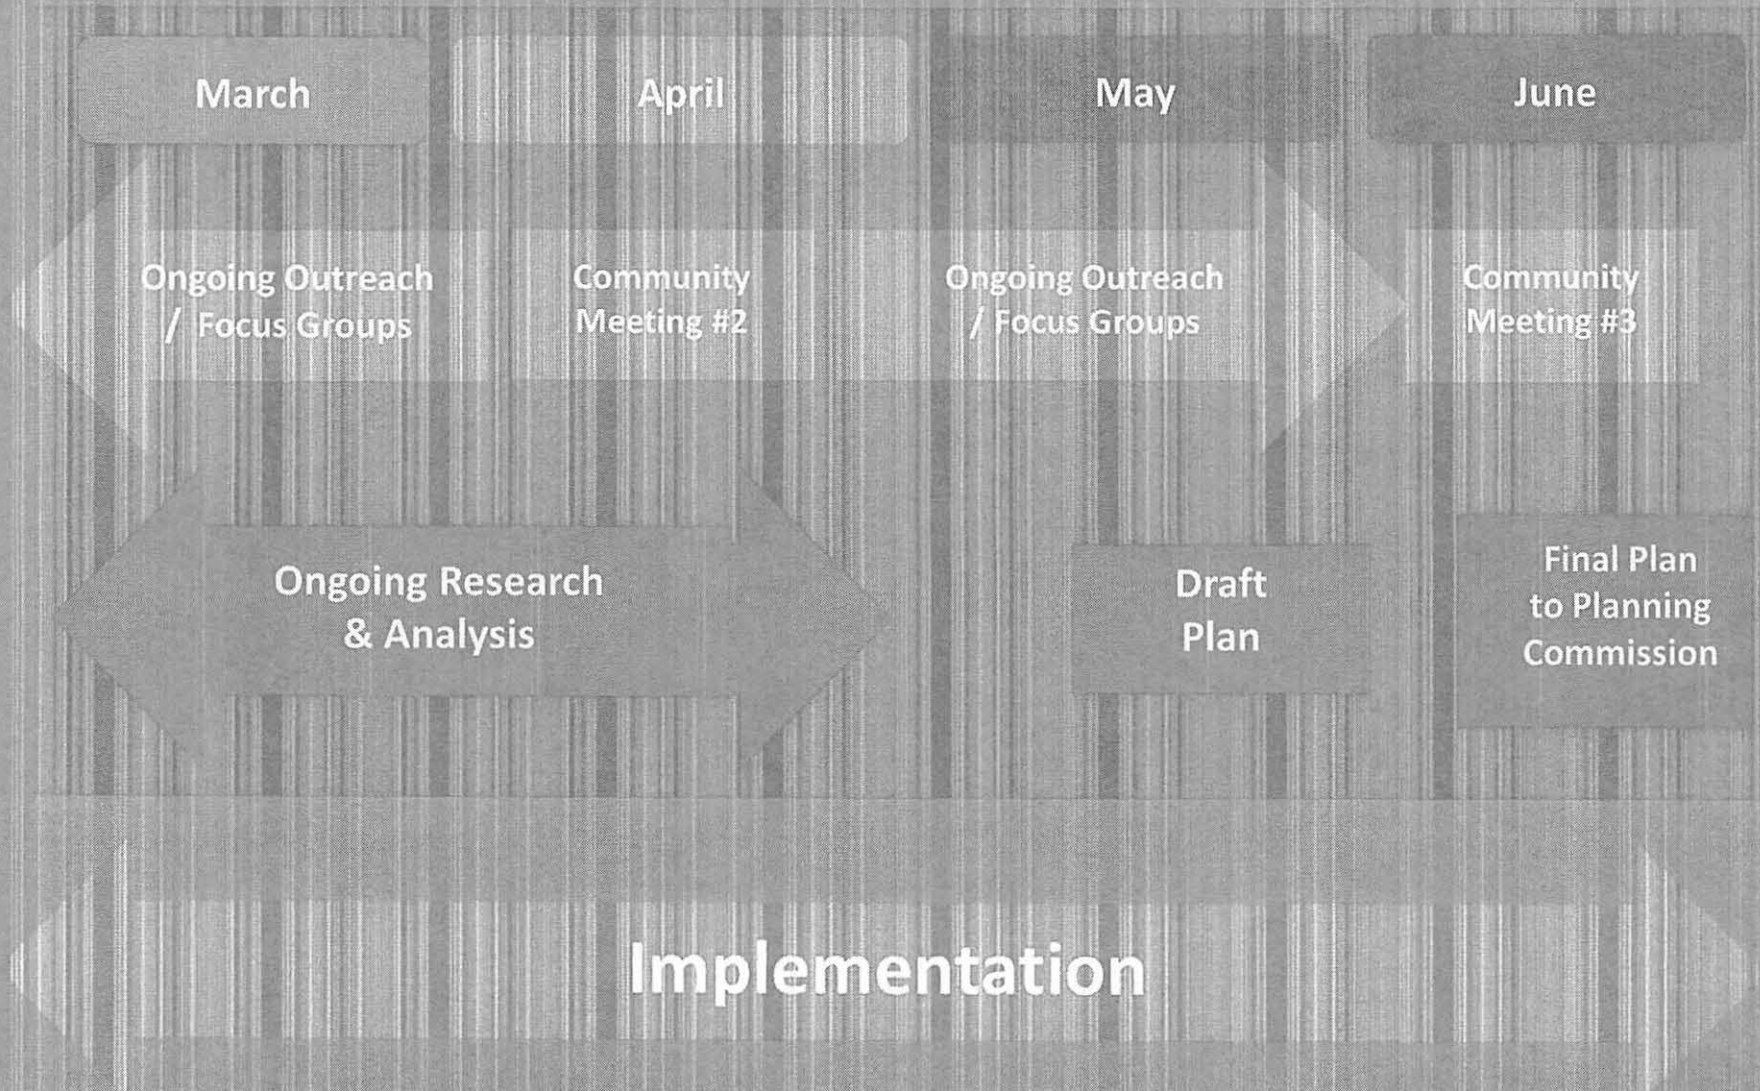 March
April
May
June
Ongoing Outreach
/ Focus Groups
Community
Meeting #2
Ongoing Outreach
/ Focus Groups
Community
Meeting #3
Ongoing Research
& Analysis
Draft
Plan
Final Plan
to Planning
Commission
Implementation